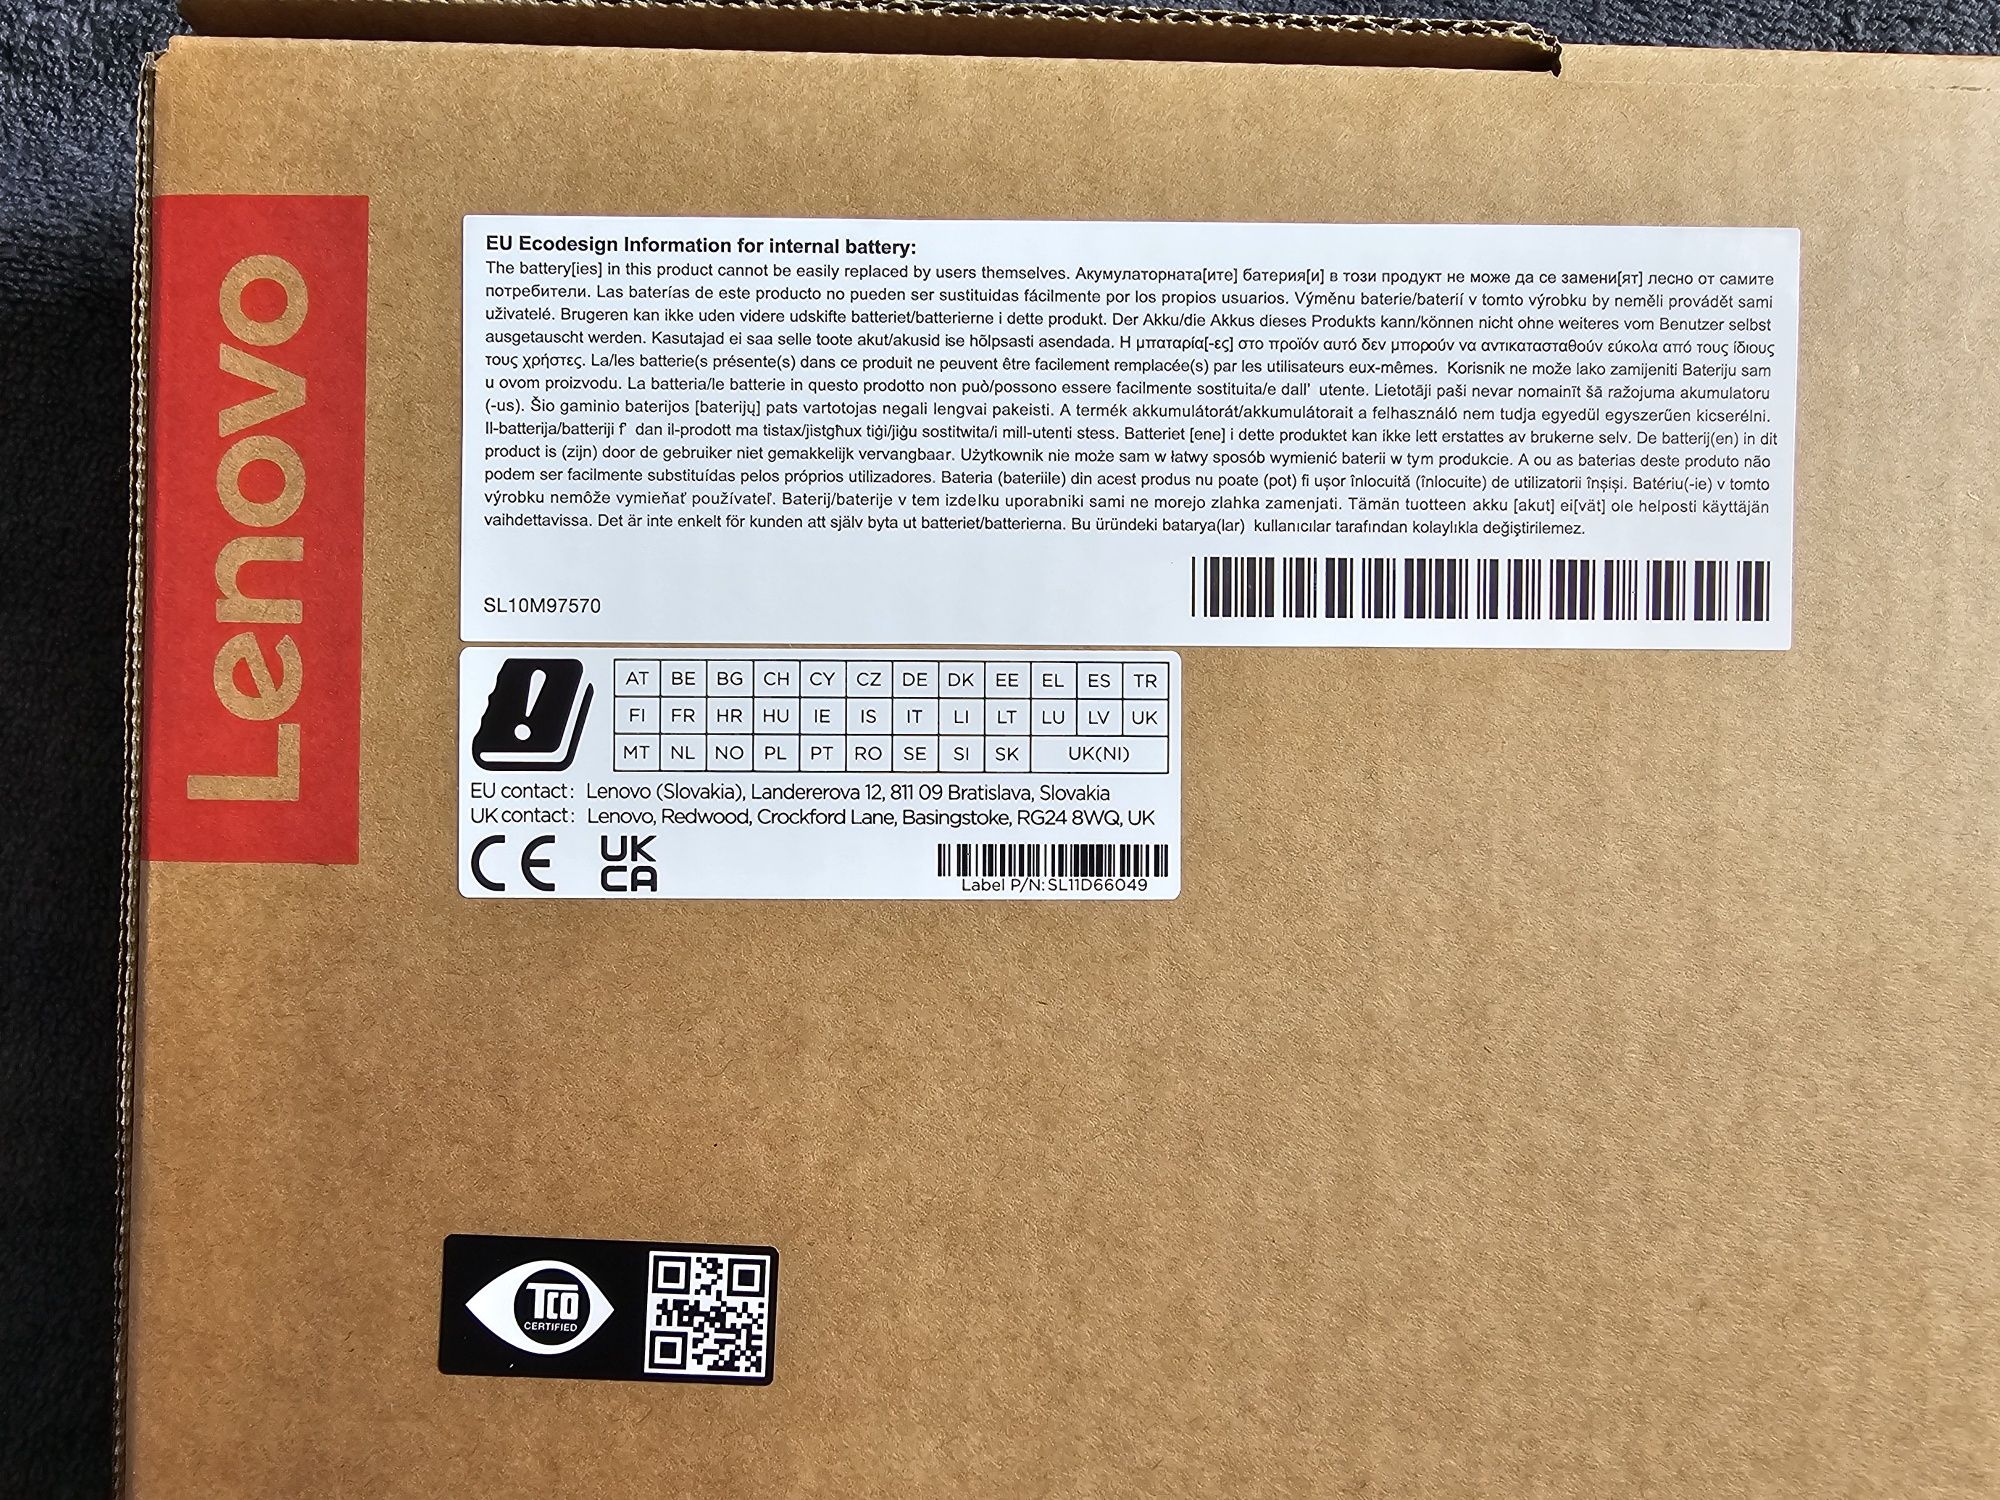 Lenovo
EU Ecodesign Information for internal battery:
The battery[ies] in this product cannot be easily replaced by users themselves. Акумулаторната[ите] батерия[и] в този продукт не може да се замени[ят] лесно от самите
потребители. Las baterías de este producto no pueden ser sustituidas fácilmente por los propios usuarios. Výměnu baterie/baterií v tomto výrobku by neměli provádět sami
uživatelé. Brugeren kan ikke uden videre udskifte batteriet/batterierne i dette produkt. Der Akku/die Akkus dieses Produkts kann/können nicht ohne weiteres vom Benutzer selbst
ausgetauscht werden. Kasutajad ei saa selle toote akut/akusid ise hõlpsasti asendada. Η μπαταρία[-ες] στο προϊόν αυτό δεν μπορούν να αντικατασταθούν εύκολα από τους ίδιους
τους χρήστες. La/les batterie(s présente(s) dans ce produit ne peuvent être facilement remplacée(s) par les utilisateurs eux-mêmes. Korisnik ne može lako zamijeniti Bateriju sam
u ovom proizvodu. La batteria/le batterie in questo prodotto non può/possono essere facilmente sostituita/e dall' utente. Lietotāji paši nevar nomainīt šā ražojuma akumulatoru
(-us). Šio gaminio baterijos [baterijų] pats vartotojas negali lengvai pakeisti. A termék akkumulátorát/akkumulátorait a felhasználó nem tudja egyedül egyszerűen kicserélni.
Il-batterija/batteriji f' dan il-prodott ma tistax/jistgħux tiġi/jiġu sostitwita/i mill-utenti stess. Batteriet [ene] i dette produktet kan ikke lett erstattes av brukerne selv. De batterij(en) in dit
product is (zijn) door de gebruiker niet gemakkelijk vervangbaar. Użytkownik nie może sam w łatwy sposób wymienić baterii w tym produkcie. A ou as baterias deste produto não
podem ser facilmente substituídas pelos próprios utilizadores. Bateria (bateriile) din acest produs nu poate (pot) fi ușor înlocuită (înlocuite) de utilizatorii înșiși. Batériu(-ie) v tomto
výrobku nemôže vymieňať používateľ. Baterij/baterije v tem izdelku uporabniki sami ne morejo zlahka zamenjati. Tämän tuotteen akku [akut] ei[vät] ole helposti käyttäjän
vaihdettavissa. Det är inte enkelt för kunden att själv byta ut batteriet/batterierna. Bu üründeki batarya(lar) kullanıcılar tarafından kolaylıkla değiştirilemez.
SL10M97570
AT BE BG CH CY CZ DE DK EE EL ES TR
FI FR HR HU IE IS IT LI LT LU LV UK
MT NL NO PL PT RO SE SI SK UK(NI)
EU contact: Lenovo (Slovakia), Landererova 12, 811 09 Bratislava, Slovakia
UK contact: Lenovo, Redwood, Crockford Lane, Basingstoke, RG24 8WQ, UK
CE UK
CA
Label P/N:SL11D66049
TCO
CERTIFIED